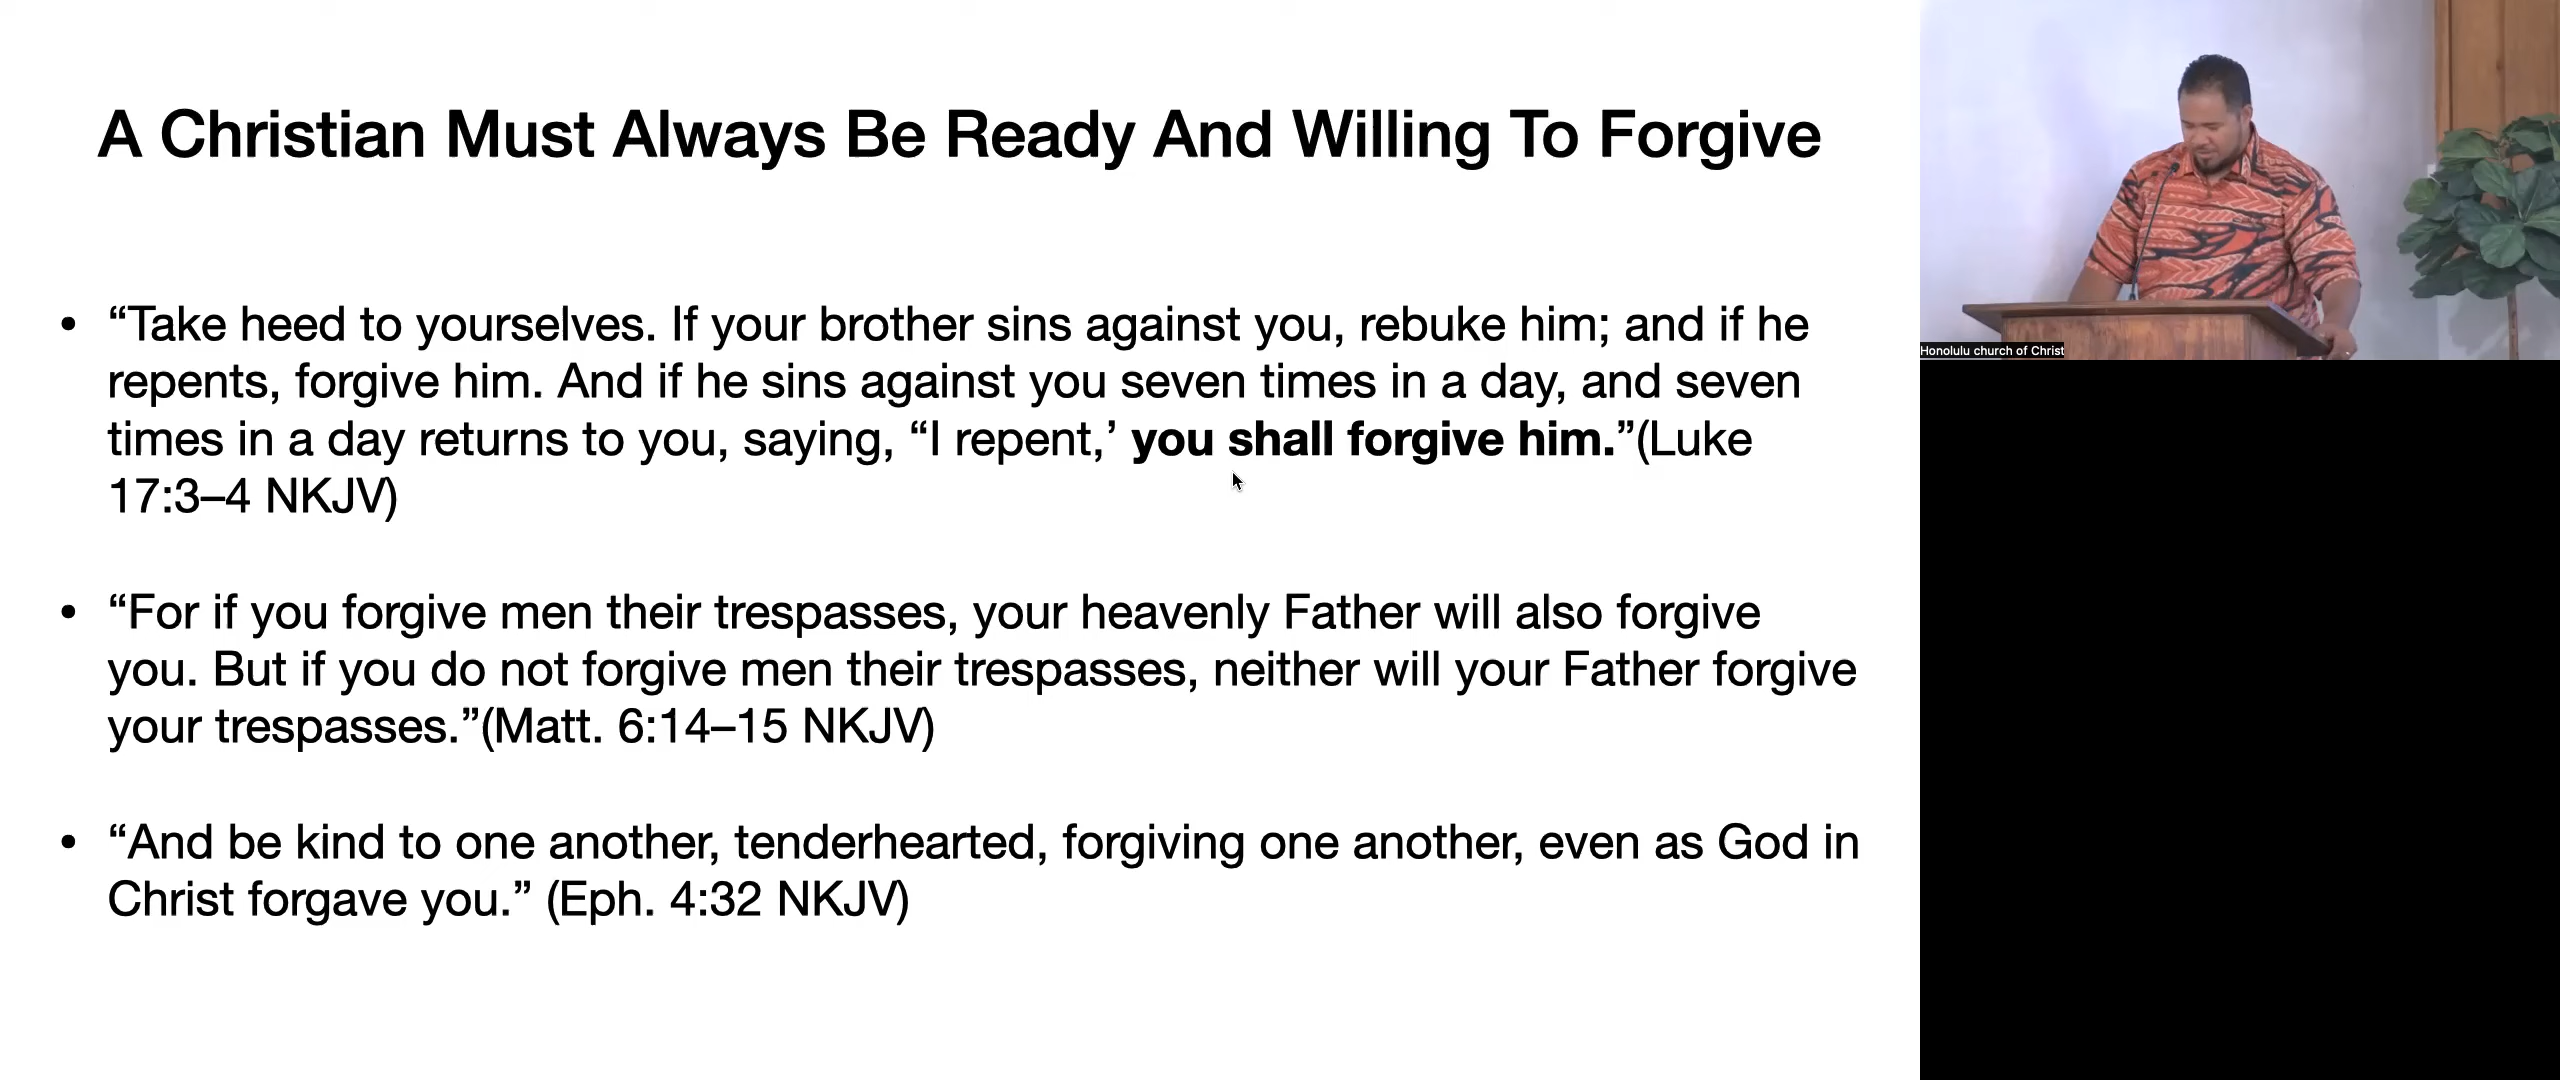 A Christian Must Always Be Ready And Willing To Forgive
• “Take heed to yourselves. If your brother sins against you, rebuke him; and if he
repents, forgive him. And if he sins against you seven times in a day, and seven
times in a day returns to you, saying, “I repent,’ you shall forgive him.”(Luke
17:3–4 NKJV)
• “For if you forgive men their trespasses, your heavenly Father will also forgive
you. But if you do not forgive men their trespasses, neither will your Father forgive
your trespasses.”(Matt. 6:14–15 NKJV)
• “And be kind to one another, tenderhearted, forgiving one another, even as God in
Christ forgave you.” (Eph. 4:32 NKJV)
Honolulu church of Christ